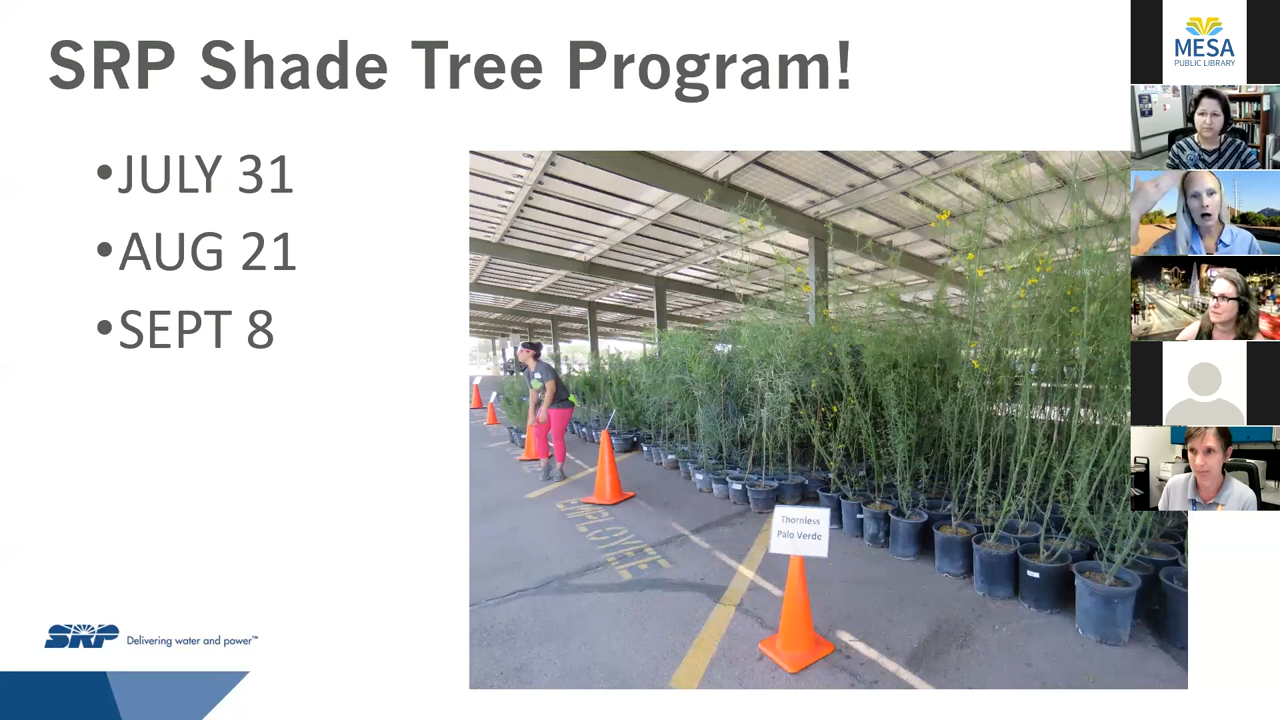 SRP Shade Tree Program!
•JULY 31
•AUG 21
•SEPT 8
EMPLOYEE
Thornless
Palo Verde
SRP Delivering water and power™
MESA
PUBLIC LIBRARY